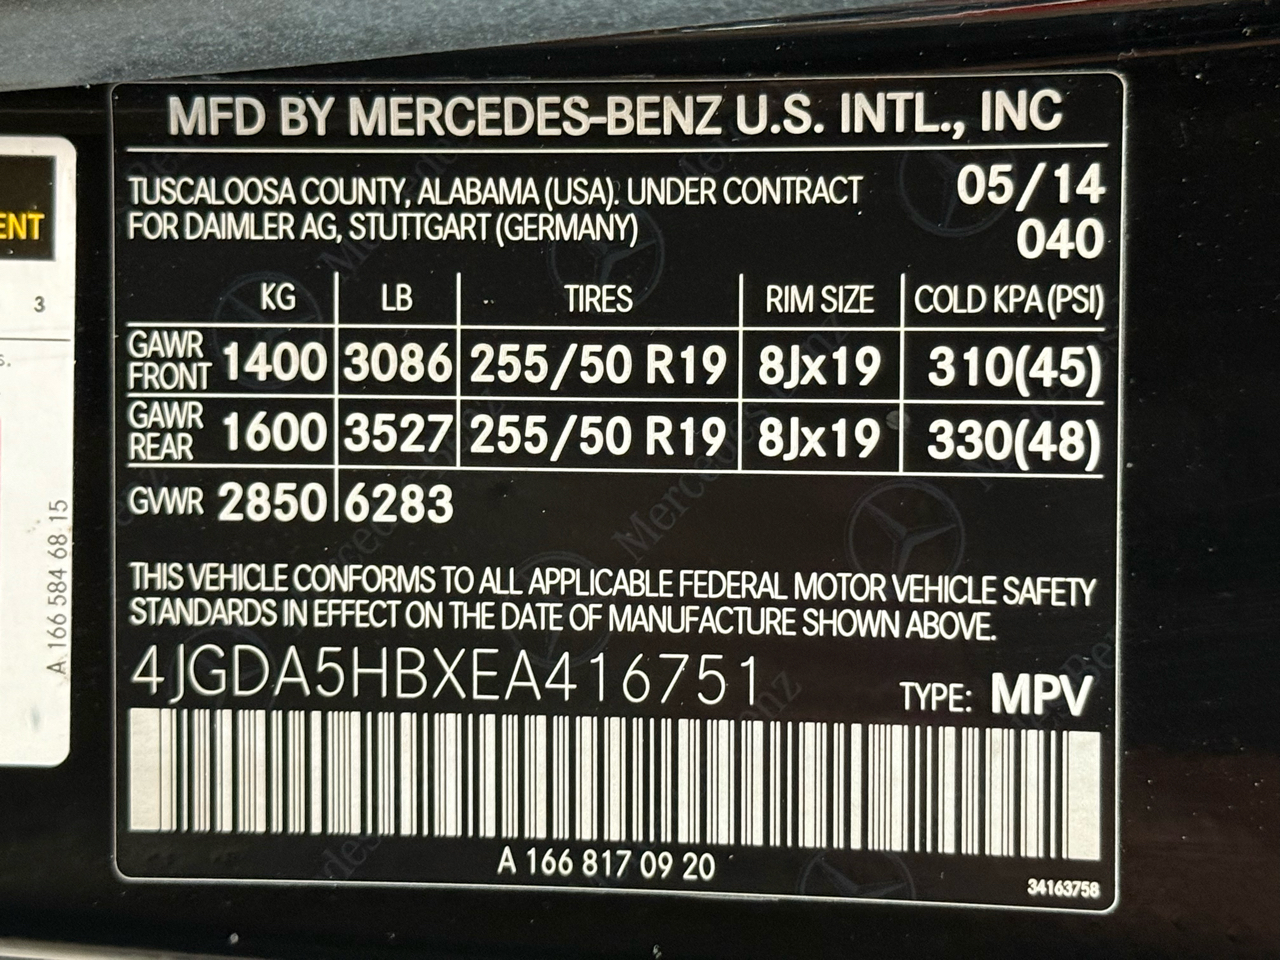 MFD BY MERCEDES-BENZ U.S. INTL., INC
TUSCALOOSA COUNTY, ALABAMA (USA). UNDER CONTRACT
FOR DAIMLER AG, STUTTGART (GERMANY)
05/14
040
KG LB TIRES RIM SIZE COLD KPA (PSI)
GAWR FRONT 1400 3086 255/50 R19 8Jx19 310(45)
GAWR REAR 1600 3527 255/50 R19 8Jx19 330(48)
GVWR 2850 6283
THIS VEHICLE CONFORMS TO ALL APPLICABLE FEDERAL MOTOR VEHICLE SAFETY
STANDARDS IN EFFECT ON THE DATE OF MANUFACTURE SHOWN ABOVE.
4JGDA5HBXEA416751
TYPE: MPV
A 166 817 09 20
34163758
ENT
3
s.
A 166 584 68 15
Mercedes-Benz